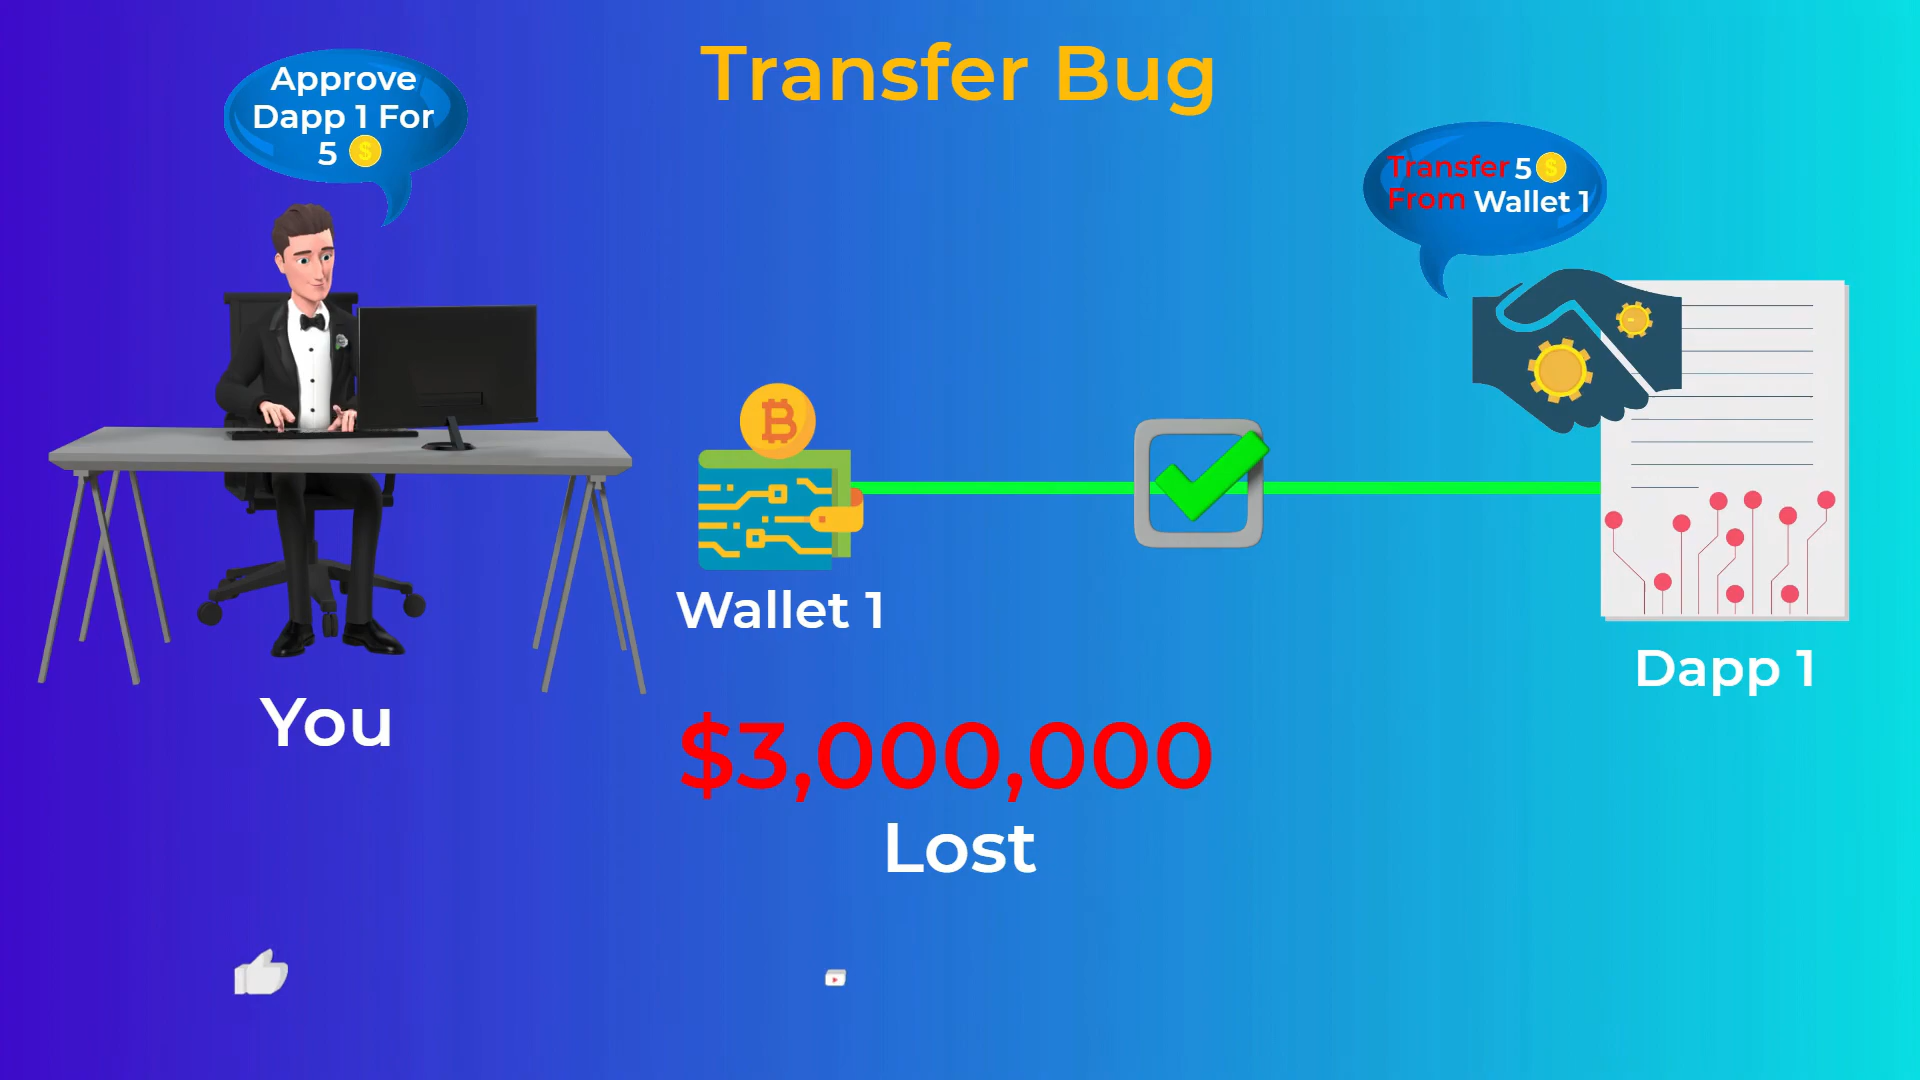 Transfer Bug
Approve
Dapp 1 For
5 $
Transfer 5 $
From Wallet 1
Wallet 1
Dapp 1
You
$3,000,000
Lost